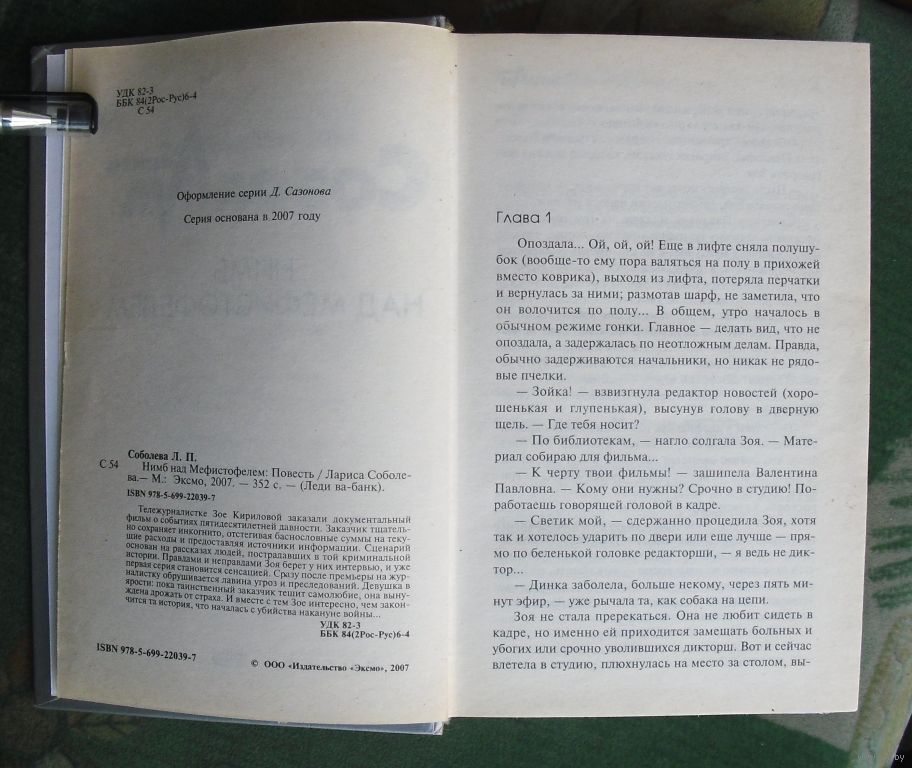 УДК 82-3
ББК 84(2Рос-Рус)6-4
С 54
Оформление серии Д. Сазонова
Серия основана в 2007 году
Соболева Л. П.
С 54
Нимб над Мефистофелем: Повесть / Лариса Соболе-
ва.— М.: Эксмо, 2007. — 352 с. — (Леди ва-банк).
ISBN 978-5-699-22039-7
Тележурналистке Зое Кириловой заказали документальный
фильм о событиях пятидесятилетней давности. Заказчик тщатель-
но сохраняет инкогнито, отстегивая баснословные суммы на теку-
щие расходы и предоставляя источники информации. Сценарий
основан на рассказах людей, пострадавших в той криминальной
истории. Правдами и неправдами Зоя берет у них интервью, и уже
первая серия становится сенсацией. Сразу после премьеры на жур-
налистку обрушивается лавина угроз и преследований. Девушка в
ярости: пока таинственный заказчик тешит самолюбие, она выну-
ждена дрожать от страха. И вместе с тем Зое интересно, чем закон-
чится та история, что началась с убийства накануне войны...
УДК 82-3
ББК 84(2Рос-Рус)6-4
ISBN 978-5-699-22039-7
© ООО «Издательство «Эксмо», 2007
Глава 1
Опоздала... Ой, ой, ой! Еще в лифте сняла полушу-
бок (вообще-то ему пора валяться на полу в прихожей
вместо коврика), выходя из лифта, потеряла перчатки
и вернулась за ними; размотав шарф, не заметила, что
он волочится по полу... В общем, утро началось в
обычном режиме гонки. Главное — делать вид, что не
опоздала, а задержалась по неотложным делам. Правда,
обычно задерживаются начальники, но никак не рядо-
вые пчелки.
— Зойка! — взвизгнула редактор новостей (хоро-
шенькая и глупенькая), высунув голову в дверную
щель. — Где тебя носит?
— По библиотекам, — нагло солгала Зоя. — Мате-
риал собираю для фильма...
— К черту твои фильмы! — зашипела Валентина
Павловна. — Кому они нужны? Срочно в студию! По-
работаешь говорящей головой в кадре.
— Светик мой, — сдержанно процедила Зоя, хотя
так и хотелось ударить по двери или еще лучше — пря-
мо по беленькой головке редакторши, — я ведь не дик-
тор...
— Динка заболела, больше некому, через пять ми-
нут эфир, — уже рычала та, как собака на цепи.
Зоя не стала пререкаться. Она не любит сидеть в
кадре, но именно ей приходится замещать больных и
убогих или срочно уволившихся дикторш. Вот и сейчас
влетела в студию, плюхнулась на место за столом, вы-